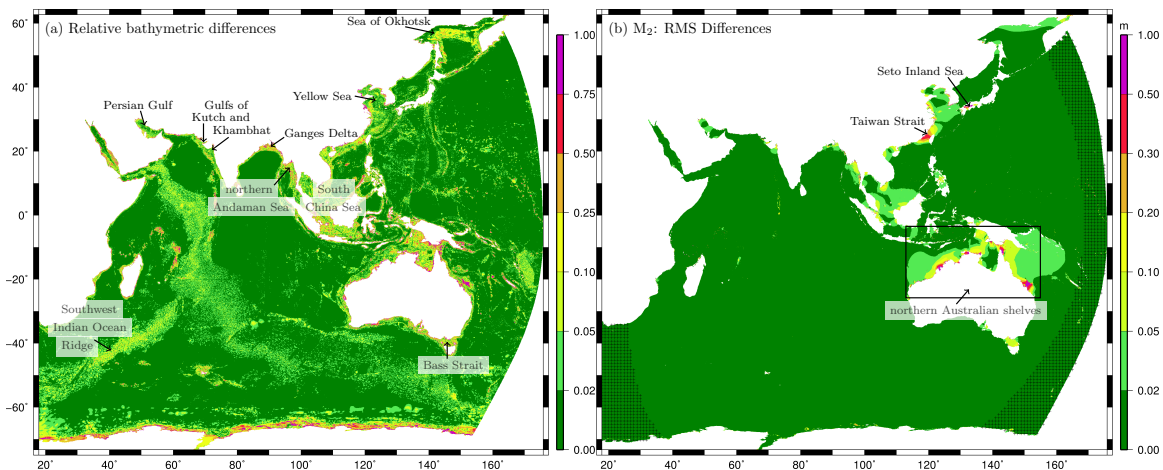 (a) Relative bathymetric differences
Sea of Okhotsk
Yellow Sea
Persian Gulf
Gulfs of
Kutch and
Khambhat
Ganges Delta
northern
Andaman Sea
South
China Sea
Southwest
Indian Ocean
Ridge
Bass Strait
60˚
40˚
20˚
0˚
−20˚
−40˚
−60˚
20˚ 40˚ 60˚ 80˚ 100˚ 120˚ 140˚ 160˚
1.00
0.75
0.50
0.25
0.10
0.05
0.02
0.00
(b) M₂: RMS Differences
Seto Inland Sea
Taiwan Strait
northern Australian shelves
20˚ 40˚ 60˚ 80˚ 100˚ 120˚ 140˚ 160˚
m
1.00
0.50
0.30
0.20
0.10
0.05
0.02
0.00